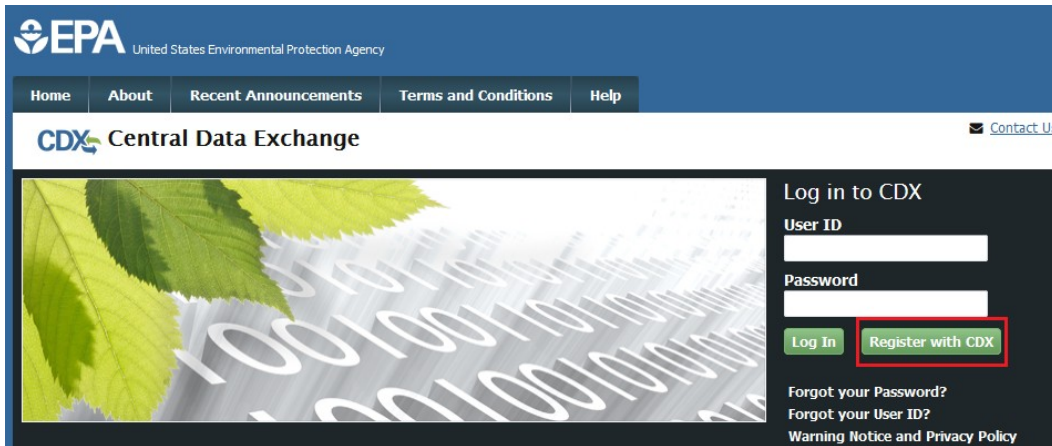 EPA United States Environmental Protection Agency
Home About Recent Announcements Terms and Conditions Help
CDX Central Data Exchange
Contact Us
Log in to CDX
User ID
Password
Log In Register with CDX
Forgot your Password?
Forgot your User ID?
Warning Notice and Privacy Policy